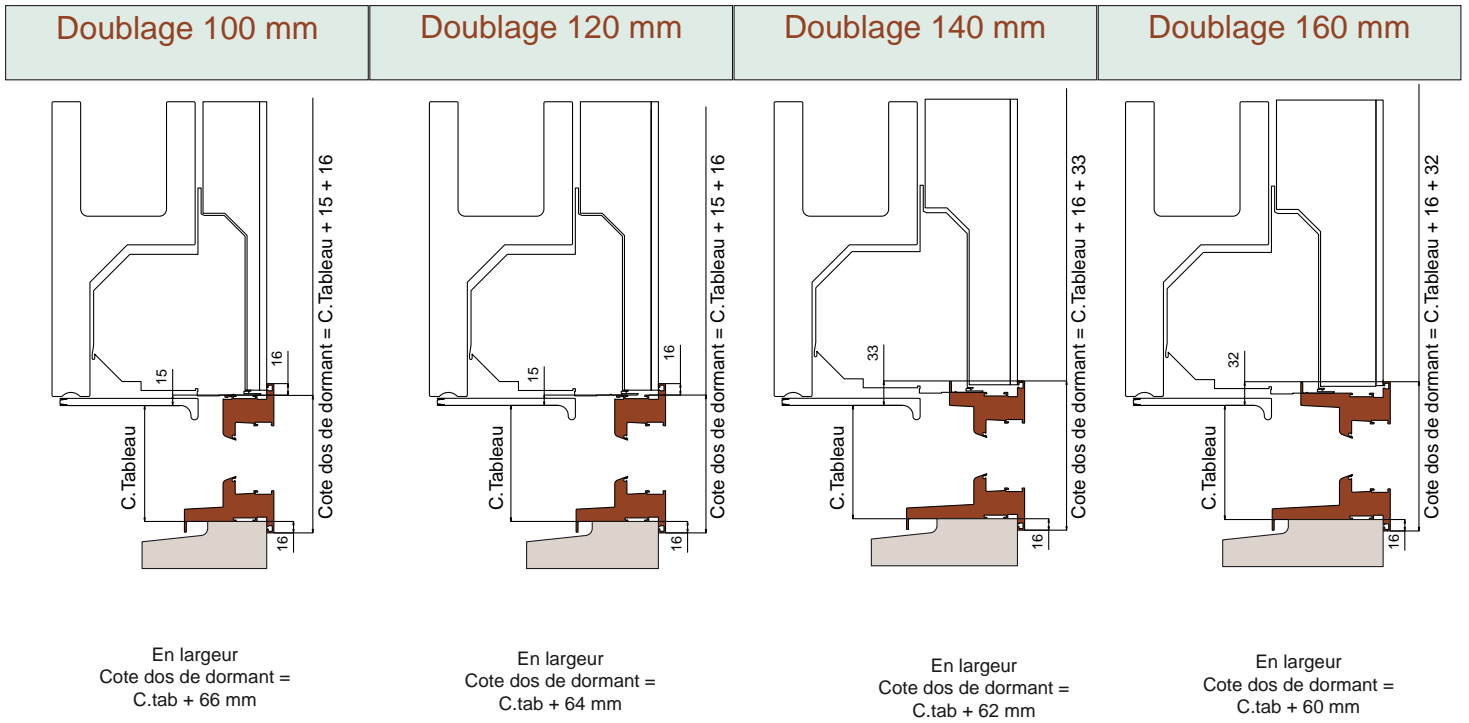 Doublage 100 mm
Doublage 120 mm
Doublage 140 mm
Doublage 160 mm
15
16
C.Tableau
16
Cote dos de dormant = C.Tableau + 15 + 16
15
16
C.Tableau
16
Cote dos de dormant = C.Tableau + 15 + 16
33
C.Tableau
16
Cote dos de dormant = C.Tableau + 16 + 33
32
C.Tableau
16
Cote dos de dormant = C.Tableau + 16 + 32
En largeur
Cote dos de dormant =
C.tab + 66 mm
En largeur
Cote dos de dormant =
C.tab + 64 mm
En largeur
Cote dos de dormant =
C.tab + 62 mm
En largeur
Cote dos de dormant =
C.tab + 60 mm